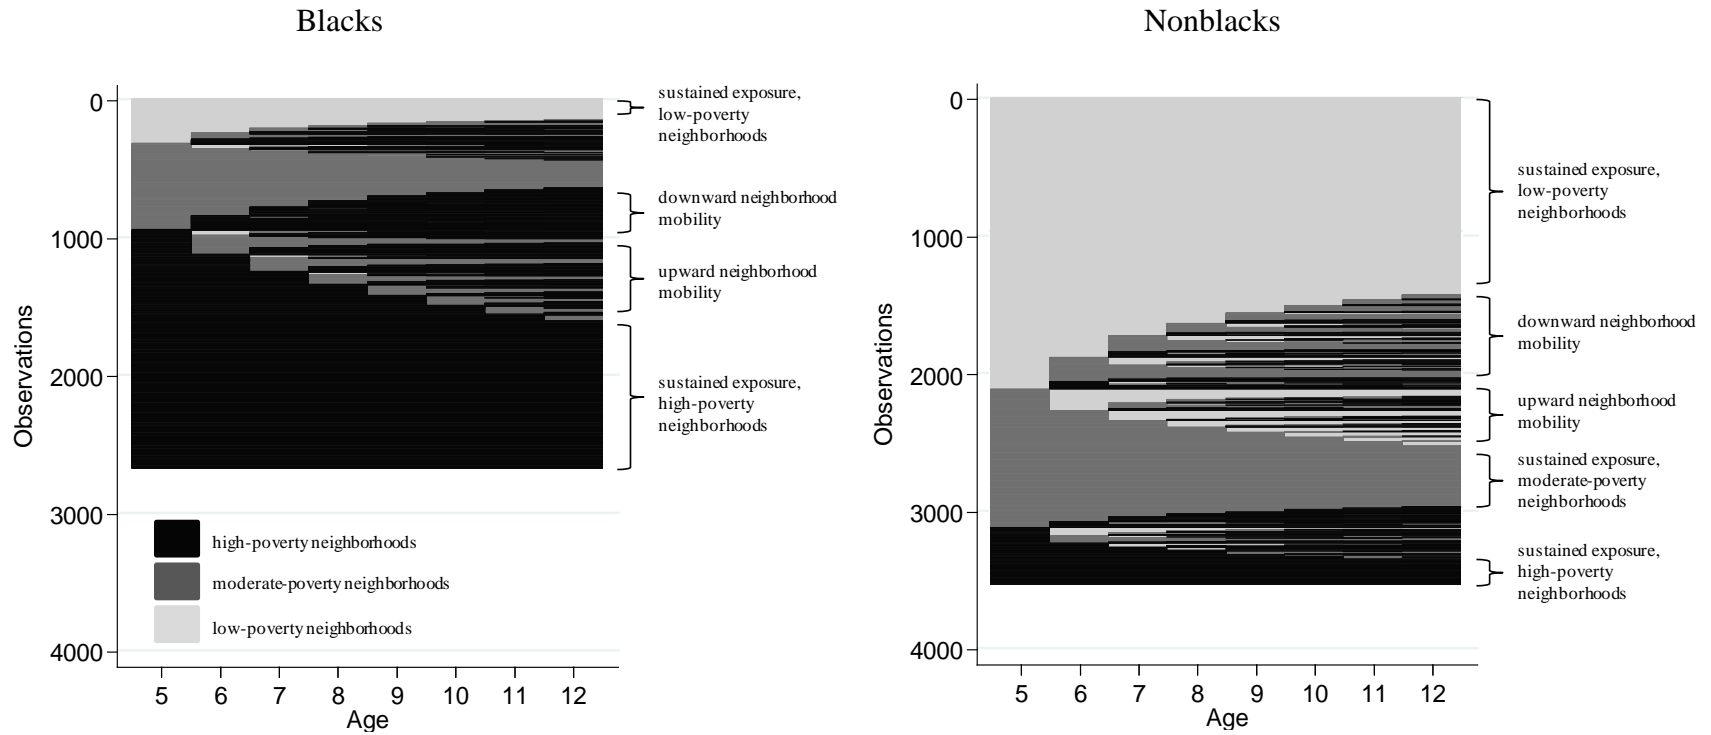 Blacks
0
1000
2000
3000
4000
Observations
5 6 7 8 9 10 11 12
Age
sustained exposure,
low-poverty
neighborhoods
downward neighborhood
mobility
upward neighborhood
mobility
sustained exposure,
high-poverty
neighborhoods
high-poverty neighborhoods
moderate-poverty neighborhoods
low-poverty neighborhoods
Nonblacks
0
1000
2000
3000
4000
Observations
5 6 7 8 9 10 11 12
Age
sustained exposure,
low-poverty
neighborhoods
downward neighborhood
mobility
upward neighborhood
mobility
sustained exposure,
moderate-poverty
neighborhoods
sustained exposure,
high-poverty
neighborhoods